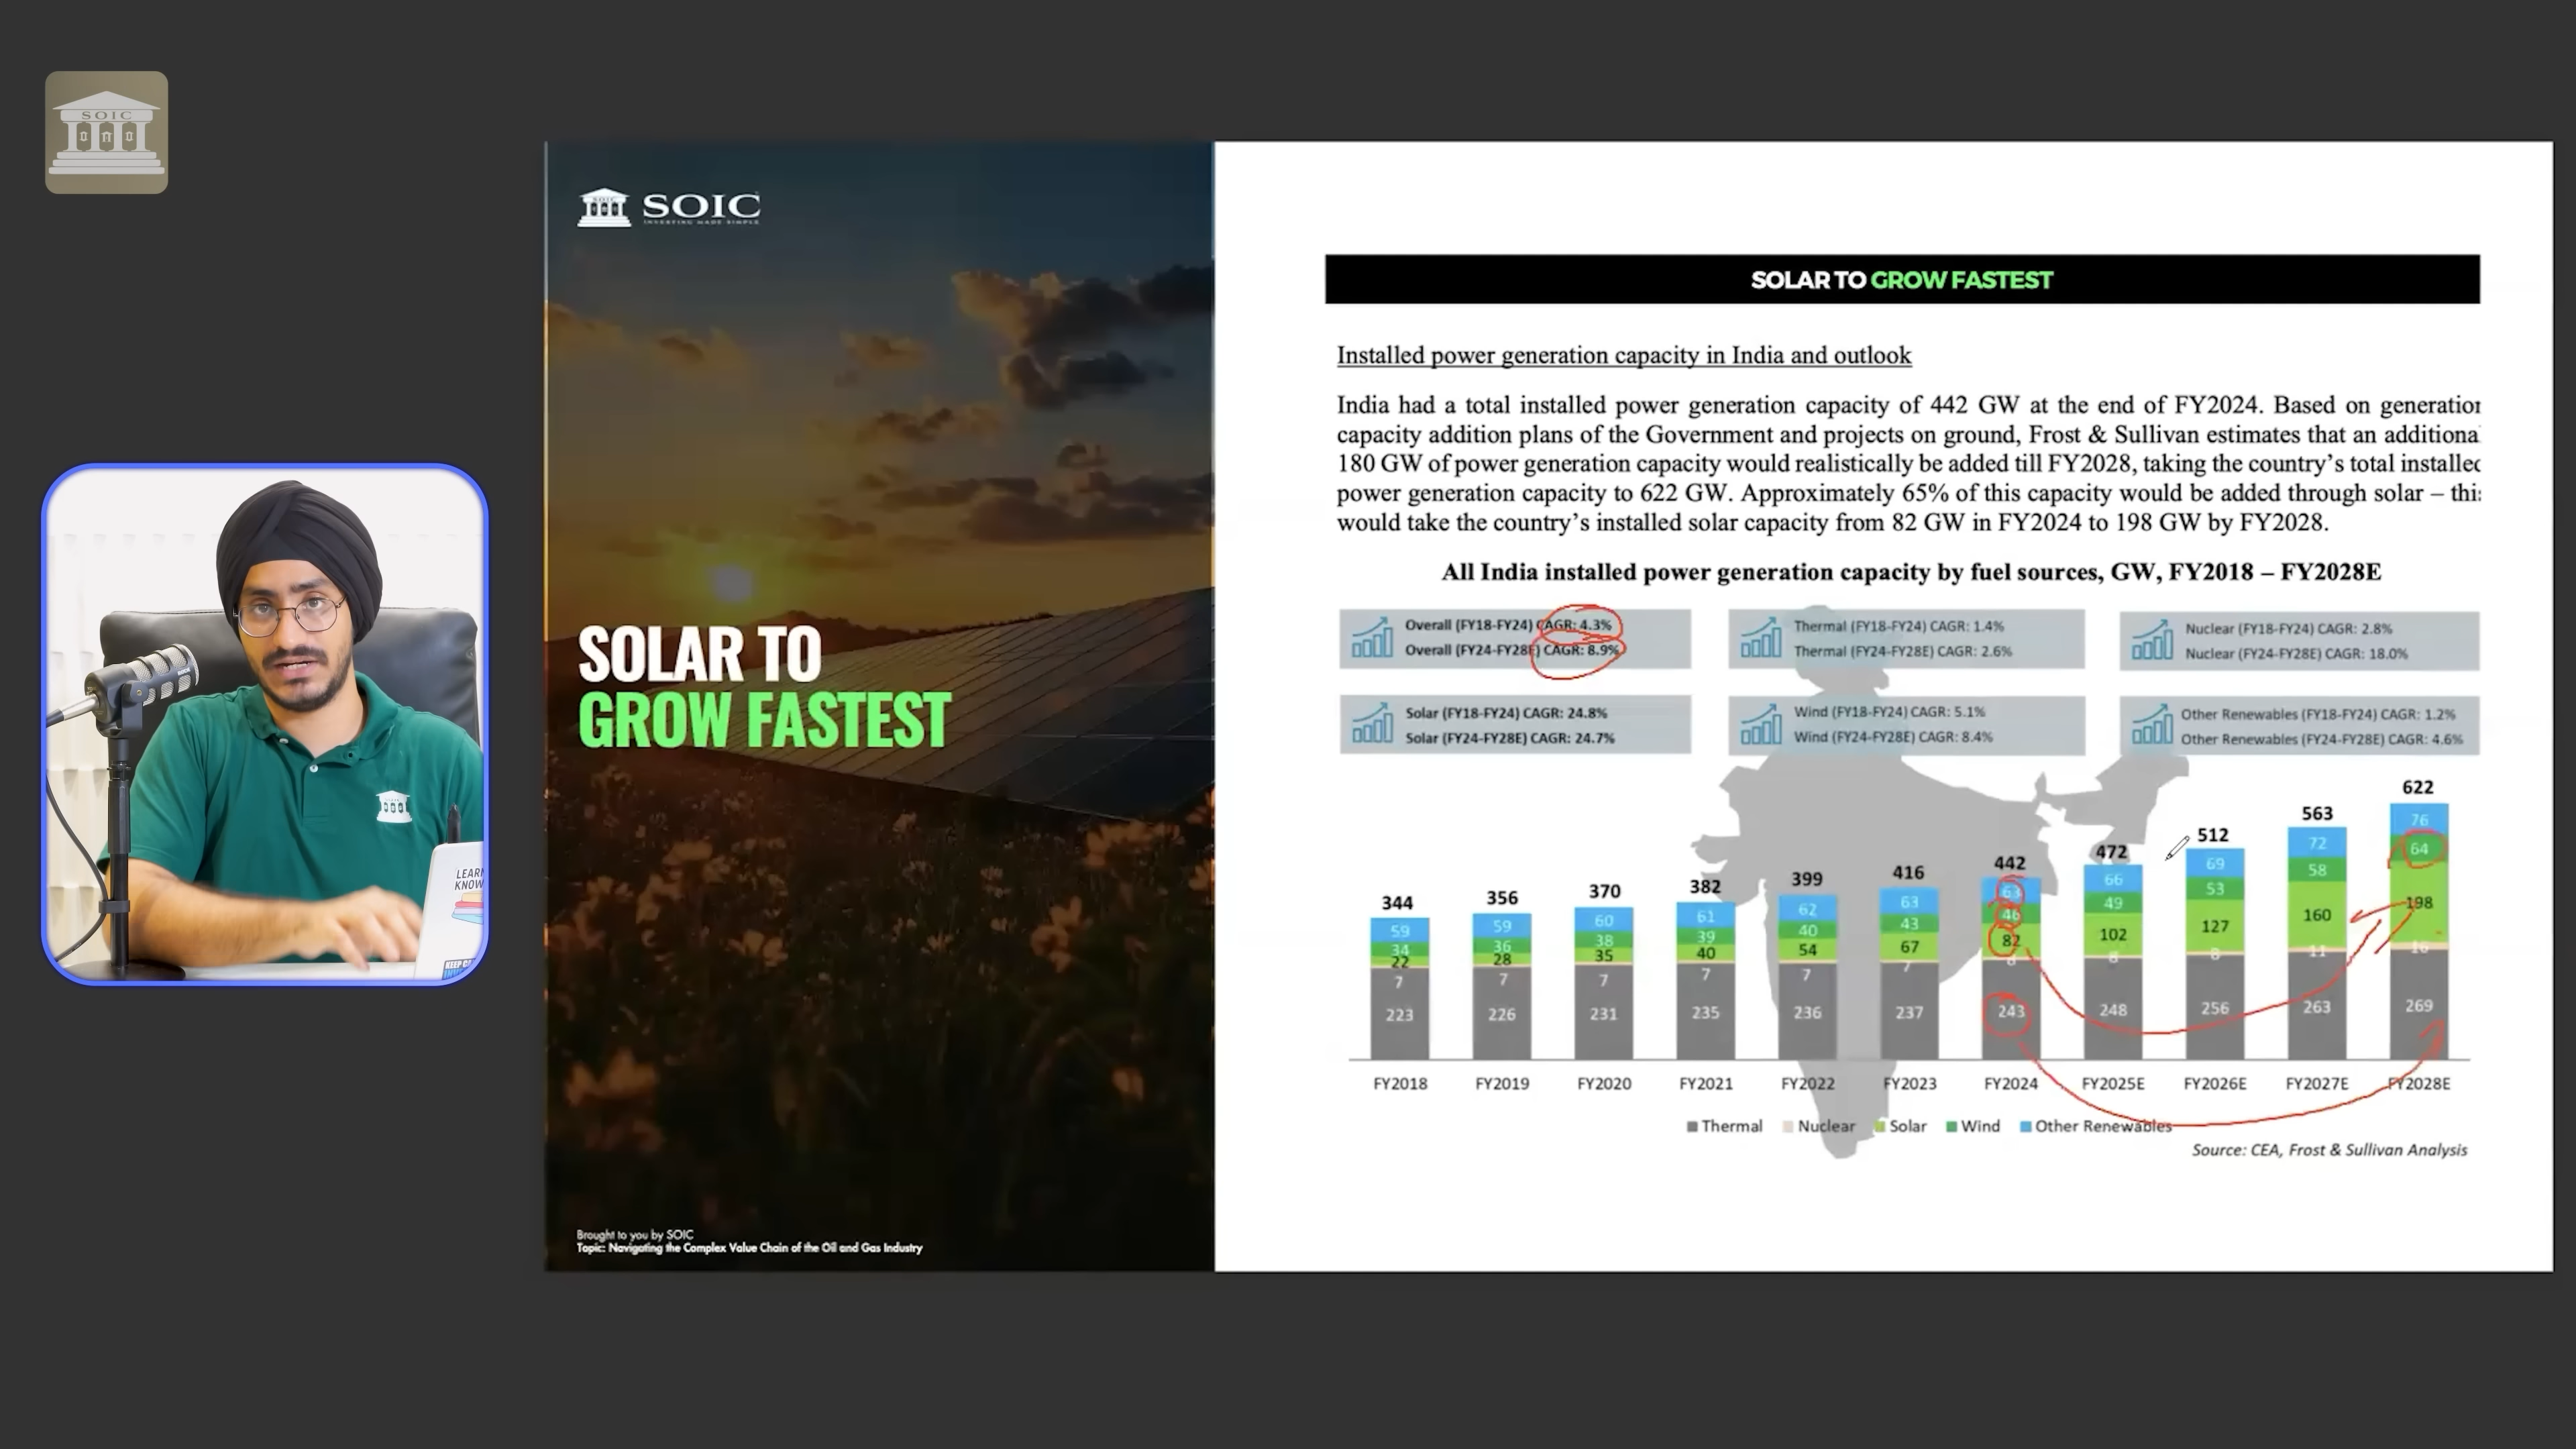 SOIC
SOIC
INVESTING MADE SIMPLE
SOLAR TO
GROW FASTEST
Brought to you by SOIC
Topic: Navigating the Complex Value Chain of the Oil and Gas Industry
SOLAR TO GROW FASTEST
Installed power generation capacity in India and outlook
India had a total installed power generation capacity of 442 GW at the end of FY2024. Based on generation
capacity addition plans of the Government and projects on ground, Frost & Sullivan estimates that an additional
180 GW of power generation capacity would realistically be added till FY2028, taking the country's total installed
power generation capacity to 622 GW. Approximately 65% of this capacity would be added through solar – this
would take the country's installed solar capacity from 82 GW in FY2024 to 198 GW by FY2028.
All India installed power generation capacity by fuel sources, GW, FY2018 – FY2028E
Overall (FY18-FY24) CAGR: 4.3%
Overall (FY24-FY28E) CAGR: 8.9%
Thermal (FY18-FY24) CAGR: 1.4%
Thermal (FY24-FY28E) CAGR: 2.6%
Nuclear (FY18-FY24) CAGR: 2.8%
Nuclear (FY24-FY28E) CAGR: 18.0%
Solar (FY18-FY24) CAGR: 24.8%
Solar (FY24-FY28E) CAGR: 24.7%
Wind (FY18-FY24) CAGR: 5.1%
Wind (FY24-FY28E) CAGR: 8.4%
Other Renewables (FY18-FY24) CAGR: 1.2%
Other Renewables (FY24-FY28E) CAGR: 4.6%
344 356 370 382 399 416 442 472 512 563 622
59 59 60 61 62 63 63 66 69 72 76
34 36 38 39 40 43 46 49 53 58 64
22 28 35 40 54 67 82 102 127 160 198
7 7 7 7 7 7 8 8 8 11 16
223 226 231 235 236 237 243 248 256 263 269
FY2018 FY2019 FY2020 FY2021 FY2022 FY2023 FY2024 FY2025E FY2026E FY2027E FY2028E
Thermal Nuclear Solar Wind Other Renewables
Source: CEA, Frost & Sullivan Analysis